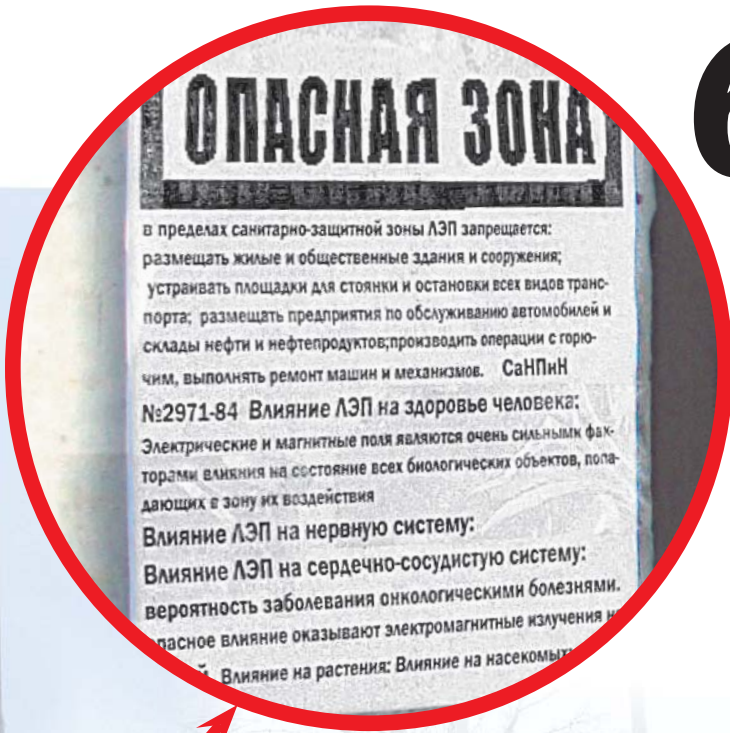 ОПАСНАЯ ЗОНА
в пределах санитарно-защитной зоны ЛЭП запрещается:
размещать жилые и общественные здания и сооружения;
устраивать площадки для стоянки и остановки всех видов транс-
порта; размещать предприятия по обслуживанию автомобилей и
склады нефти и нефтепродуктов;производить операции с горю-
чим, выполнять ремонт машин и механизмов. СаНПиН
№2971-84 Влияние ЛЭП на здоровье человека:
Электрические и магнитные поля являются очень сильными фак-
торами влияния на состояние всех биологических объектов, попа-
дающих в зону их воздействия
Влияние ЛЭП на нервную систему:
Влияние ЛЭП на сердечно-сосудистую систему:
вероятность заболевания онкологическими болезнями.
пасное влияние оказывают электромагнитные излучения
Влияние на растения: Влияние на насекомых